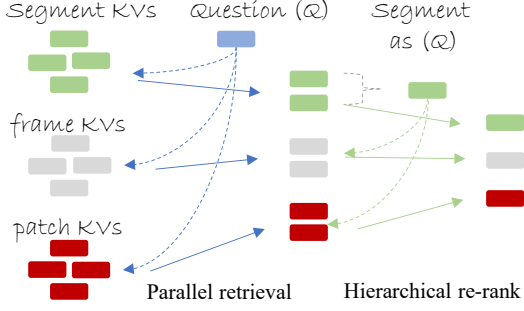 Segment KVs
Question (Q)
Segment
as (Q)
frame KVs
patch KVs
Parallel retrieval
Hierarchical re-rank